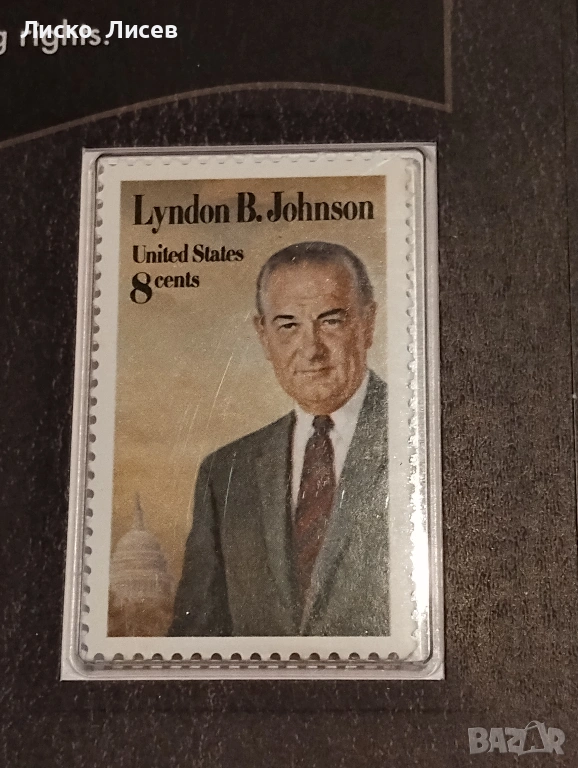 Лиско Лисев
g rights.
Lyndon B. Johnson
United States
8 cents
BAZAR